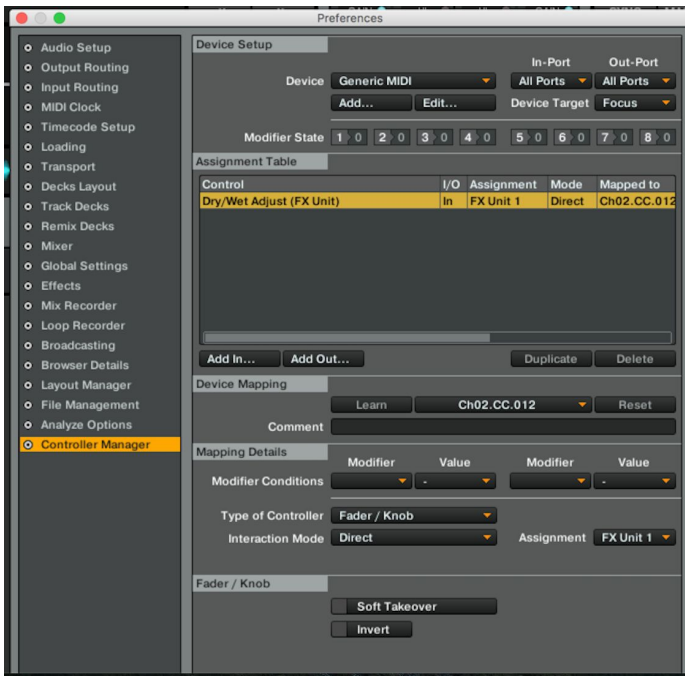 Preferences
Audio Setup
Output Routing
Input Routing
MIDI Clock
Timecode Setup
Loading
Transport
Decks Layout
Track Decks
Remix Decks
Mixer
Global Settings
Effects
Mix Recorder
Loop Recorder
Broadcasting
Browser Details
Layout Manager
File Management
Analyze Options
Controller Manager
Device Setup
In-Port Out-Port
Device Generic MIDI All Ports All Ports
Add... Edit... Device Target Focus
Modifier State 1 0 2 0 3 0 4 0 5 0 6 0 7 0 8 0
Assignment Table
Control I/O Assignment Mode Mapped to
Dry/Wet Adjust (FX Unit) In FX Unit 1 Direct Ch02.CC.012
Add In... Add Out... Duplicate Delete
Device Mapping
Learn Ch02.CC.012 Reset
Comment
Mapping Details
Modifier Value Modifier Value
Modifier Conditions - -
Type of Controller Fader / Knob
Interaction Mode Direct Assignment FX Unit 1
Fader / Knob
Soft Takeover
Invert